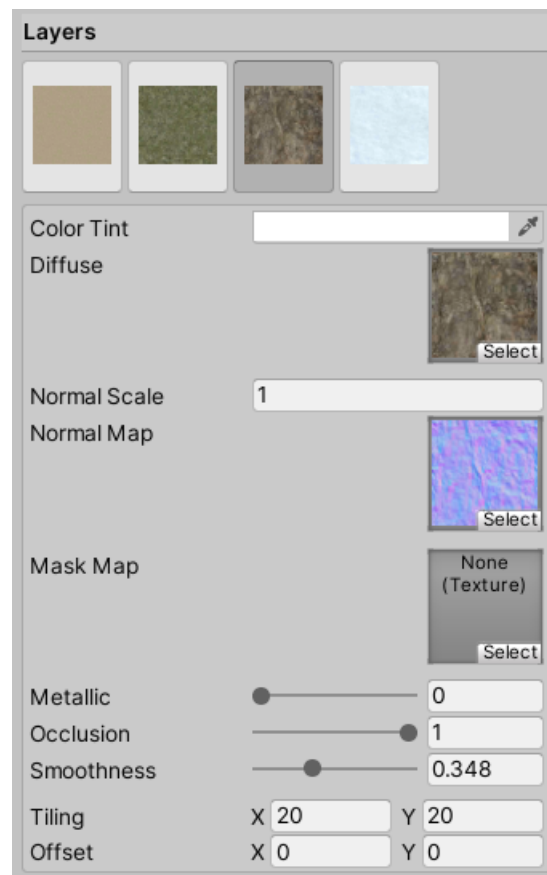 Layers
Color Tint
Diffuse
Select
Normal Scale 1
Normal Map
Select
Mask Map
None
(Texture)
Select
Metallic 0
Occlusion 1
Smoothness 0.348
Tiling X 20 Y 20
Offset X 0 Y 0